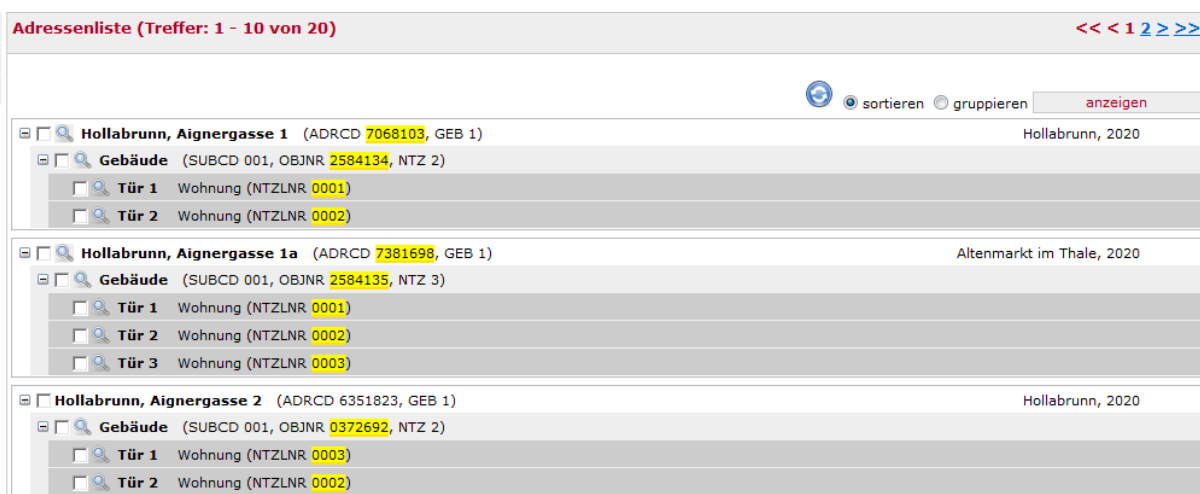 Adressenliste (Treffer: 1 - 10 von 20) << < 1 2 > >>
sortieren gruppieren anzeigen
Hollabrunn, Aignergasse 1 (ADRCD 7068103, GEB 1) Hollabrunn, 2020
Gebäude (SUBCD 001, OBJNR 2584134, NTZ 2)
Tür 1 Wohnung (NTZLNR 0001)
Tür 2 Wohnung (NTZLNR 0002)
Hollabrunn, Aignergasse 1a (ADRCD 7381698, GEB 1) Altenmarkt im Thale, 2020
Gebäude (SUBCD 001, OBJNR 2584135, NTZ 3)
Tür 1 Wohnung (NTZLNR 0001)
Tür 2 Wohnung (NTZLNR 0002)
Tür 3 Wohnung (NTZLNR 0003)
Hollabrunn, Aignergasse 2 (ADRCD 6351823, GEB 1) Hollabrunn, 2020
Gebäude (SUBCD 001, OBJNR 0372692, NTZ 2)
Tür 1 Wohnung (NTZLNR 0003)
Tür 2 Wohnung (NTZLNR 0002)